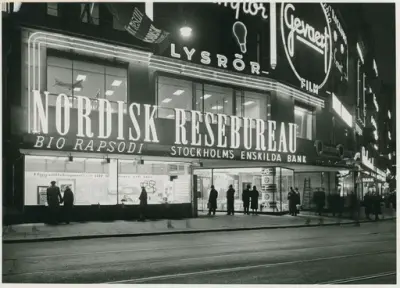 LYSRÖR
Gevaert
FILM
NORDISK RESEBUREAU
BIO RAPSODI
STOCKHOLMS ENSKILDA BANK